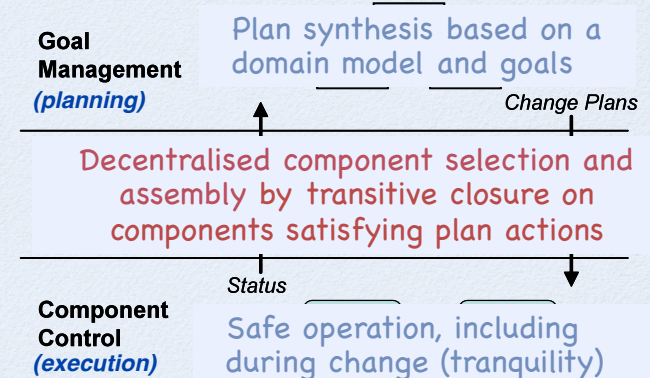 Goal
Management
(planning)
Plan synthesis based on a
domain model and goals
Change Plans
Decentralised component selection and
assembly by transitive closure on
components satisfying plan actions
Status
Component
Control
(execution)
Safe operation, including
during change (tranquility)